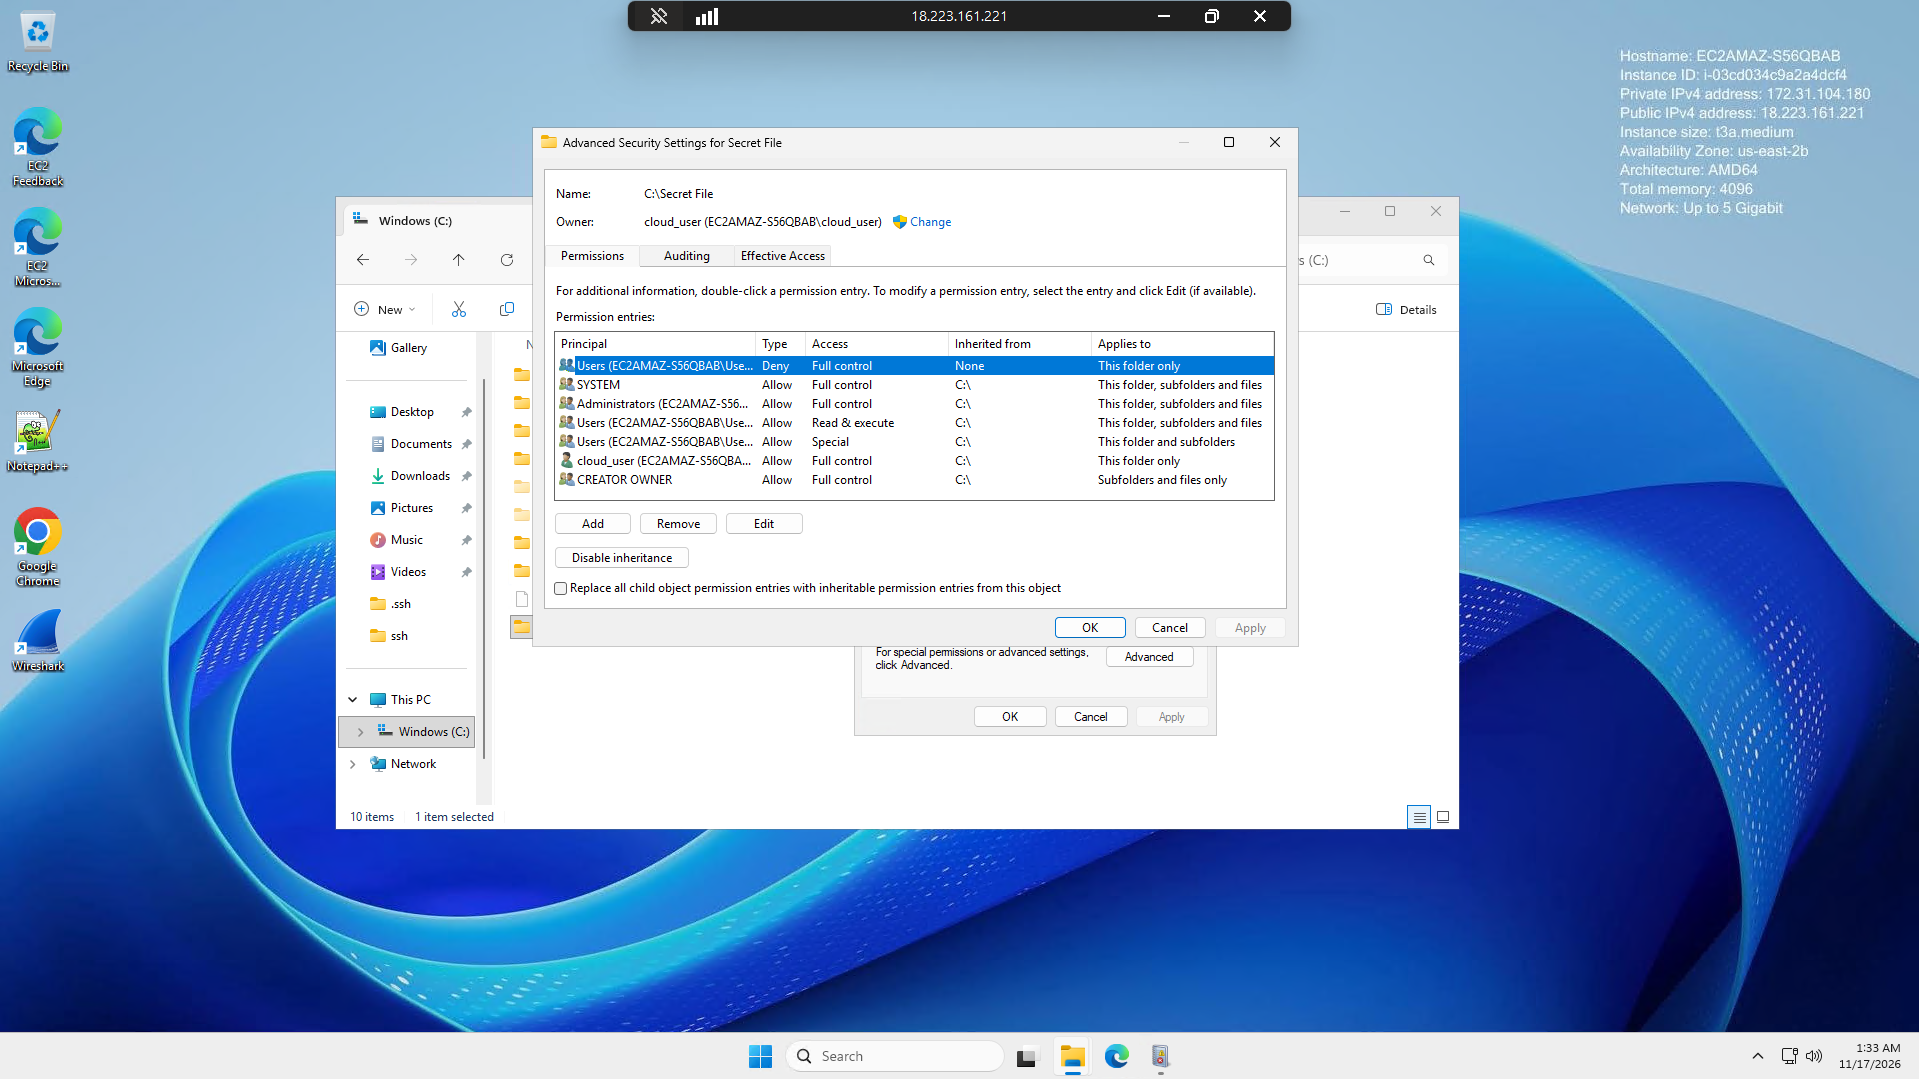 18.223.161.221
Recycle Bin
EC2 Feedback
EC2 Micros...
Microsoft Edge
Notepad++
Google Chrome
Wireshark
Hostname: EC2AMAZ-S56QBAB
Instance ID: i-03cd034c9a2a4dcf4
Private IPv4 address: 172.31.104.180
Public IPv4 address: 18.223.161.221
Instance size: t3a.medium
Availability Zone: us-east-2b
Architecture: AMD64
Total memory: 4096
Network: Up to 5 Gigabit
Windows (C:)
s (C:)
New
Details
Gallery
Desktop
Documents
Downloads
Pictures
Music
Videos
.ssh
ssh
This PC
Windows (C:)
Network
10 items 1 item selected
Advanced Security Settings for Secret File
Name: C:\Secret File
Owner: cloud_user (EC2AMAZ-S56QBAB\cloud_user) Change
Permissions Auditing Effective Access
For additional information, double-click a permission entry. To modify a permission entry, select the entry and click Edit (if available).
Permission entries:
Principal Type Access Inherited from Applies to
Users (EC2AMAZ-S56QBAB\Use... Deny Full control None This folder only
SYSTEM Allow Full control C:\ This folder, subfolders and files
Administrators (EC2AMAZ-S56... Allow Full control C:\ This folder, subfolders and files
Users (EC2AMAZ-S56QBAB\Use... Allow Read & execute C:\ This folder, subfolders and files
Users (EC2AMAZ-S56QBAB\Use... Allow Special C:\ This folder and subfolders
cloud_user (EC2AMAZ-S56QBA... Allow Full control C:\ This folder only
CREATOR OWNER Allow Full control C:\ Subfolders and files only
Add Remove Edit
Disable inheritance
Replace all child object permission entries with inheritable permission entries from this object
OK Cancel Apply
For special permissions or advanced settings,
click Advanced.
Advanced
OK Cancel Apply
Search
1:33 AM
11/17/2026